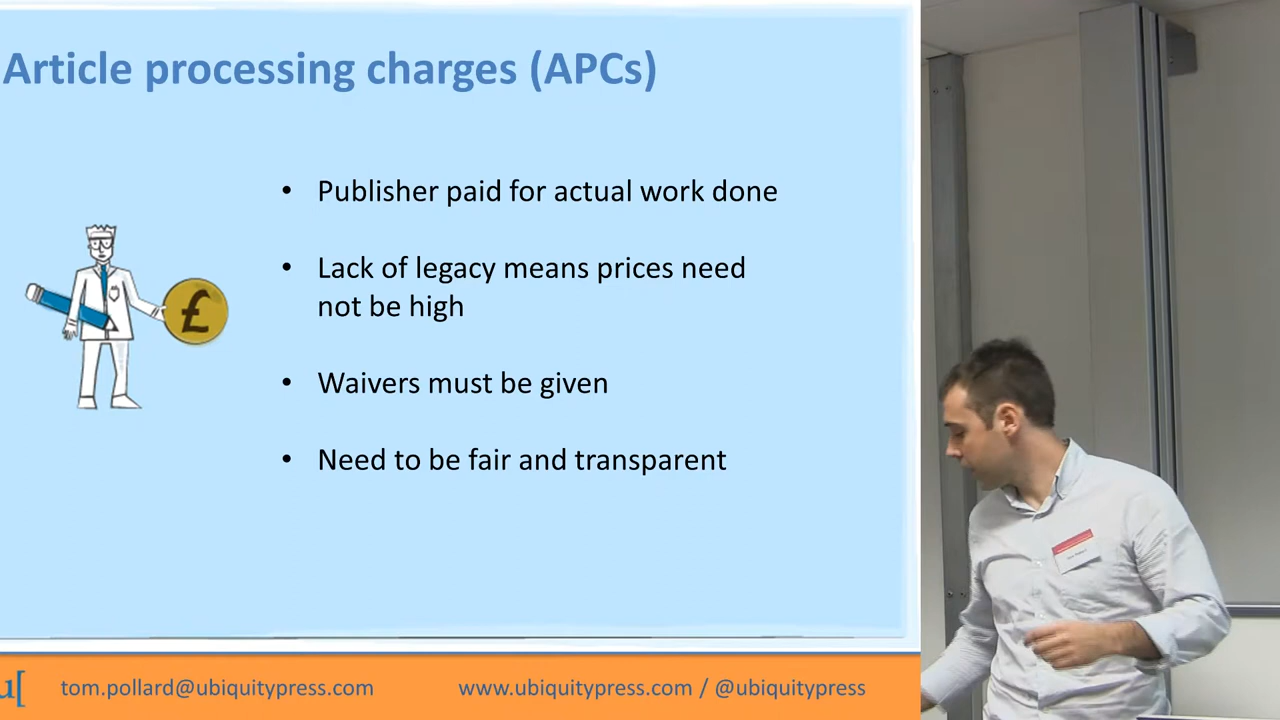 Article processing charges (APCs)
• Publisher paid for actual work done
• Lack of legacy means prices need
not be high
• Waivers must be given
• Need to be fair and transparent
£
u[
tom.pollard@ubiquitypress.com
www.ubiquitypress.com / @ubiquitypress